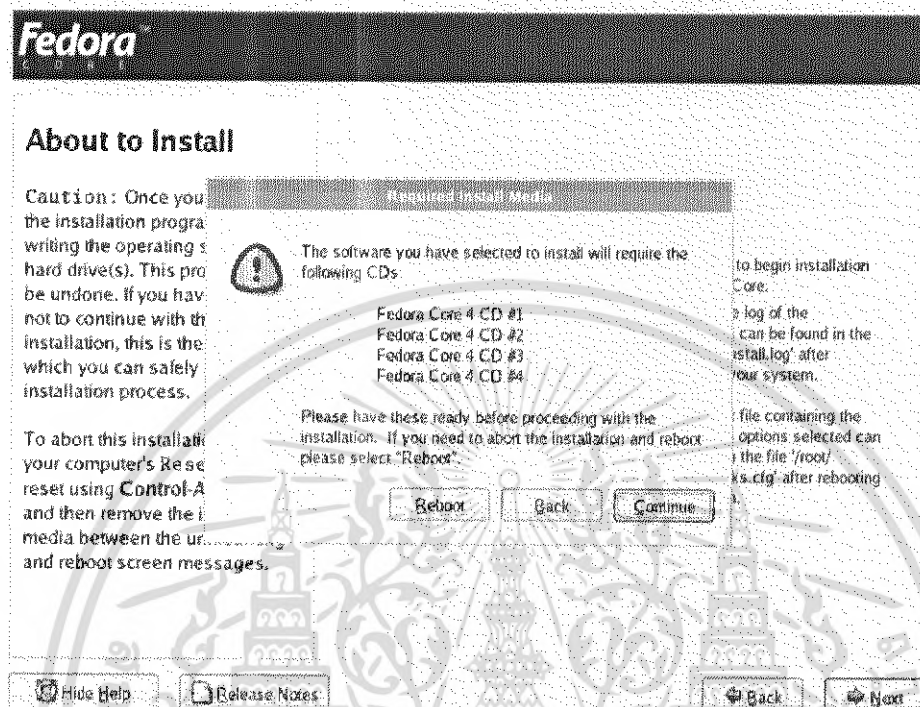 Fedora
CORE
About to Install
Caution: Once you
the installation progra
writing the operating s
hard drive(s). This pro
be undone. If you hav
not to continue with th
installation, this is the
which you can safely
installation process.
To abort this installati
your computer's Rese
reset using Control-A
and then remove the i
media between the un
and reboot screen messages.
Required Install Media
The software you have selected to install will require the
following CDs:
Fedora Core 4 CD #1
Fedora Core 4 CD #2
Fedora Core 4 CD #3
Fedora Core 4 CD #4
Please have these ready before proceeding with the
installation. If you need to abort the installation and reboot
please select "Reboot".
Reboot
Back
Continue
to begin installation
Core.
log of the
can be found in the
install.log' after
your system.
file containing the
options selected can
the file '/root/
ks.cfg' after rebooting
Hide Help
Release Notes
Back
Next